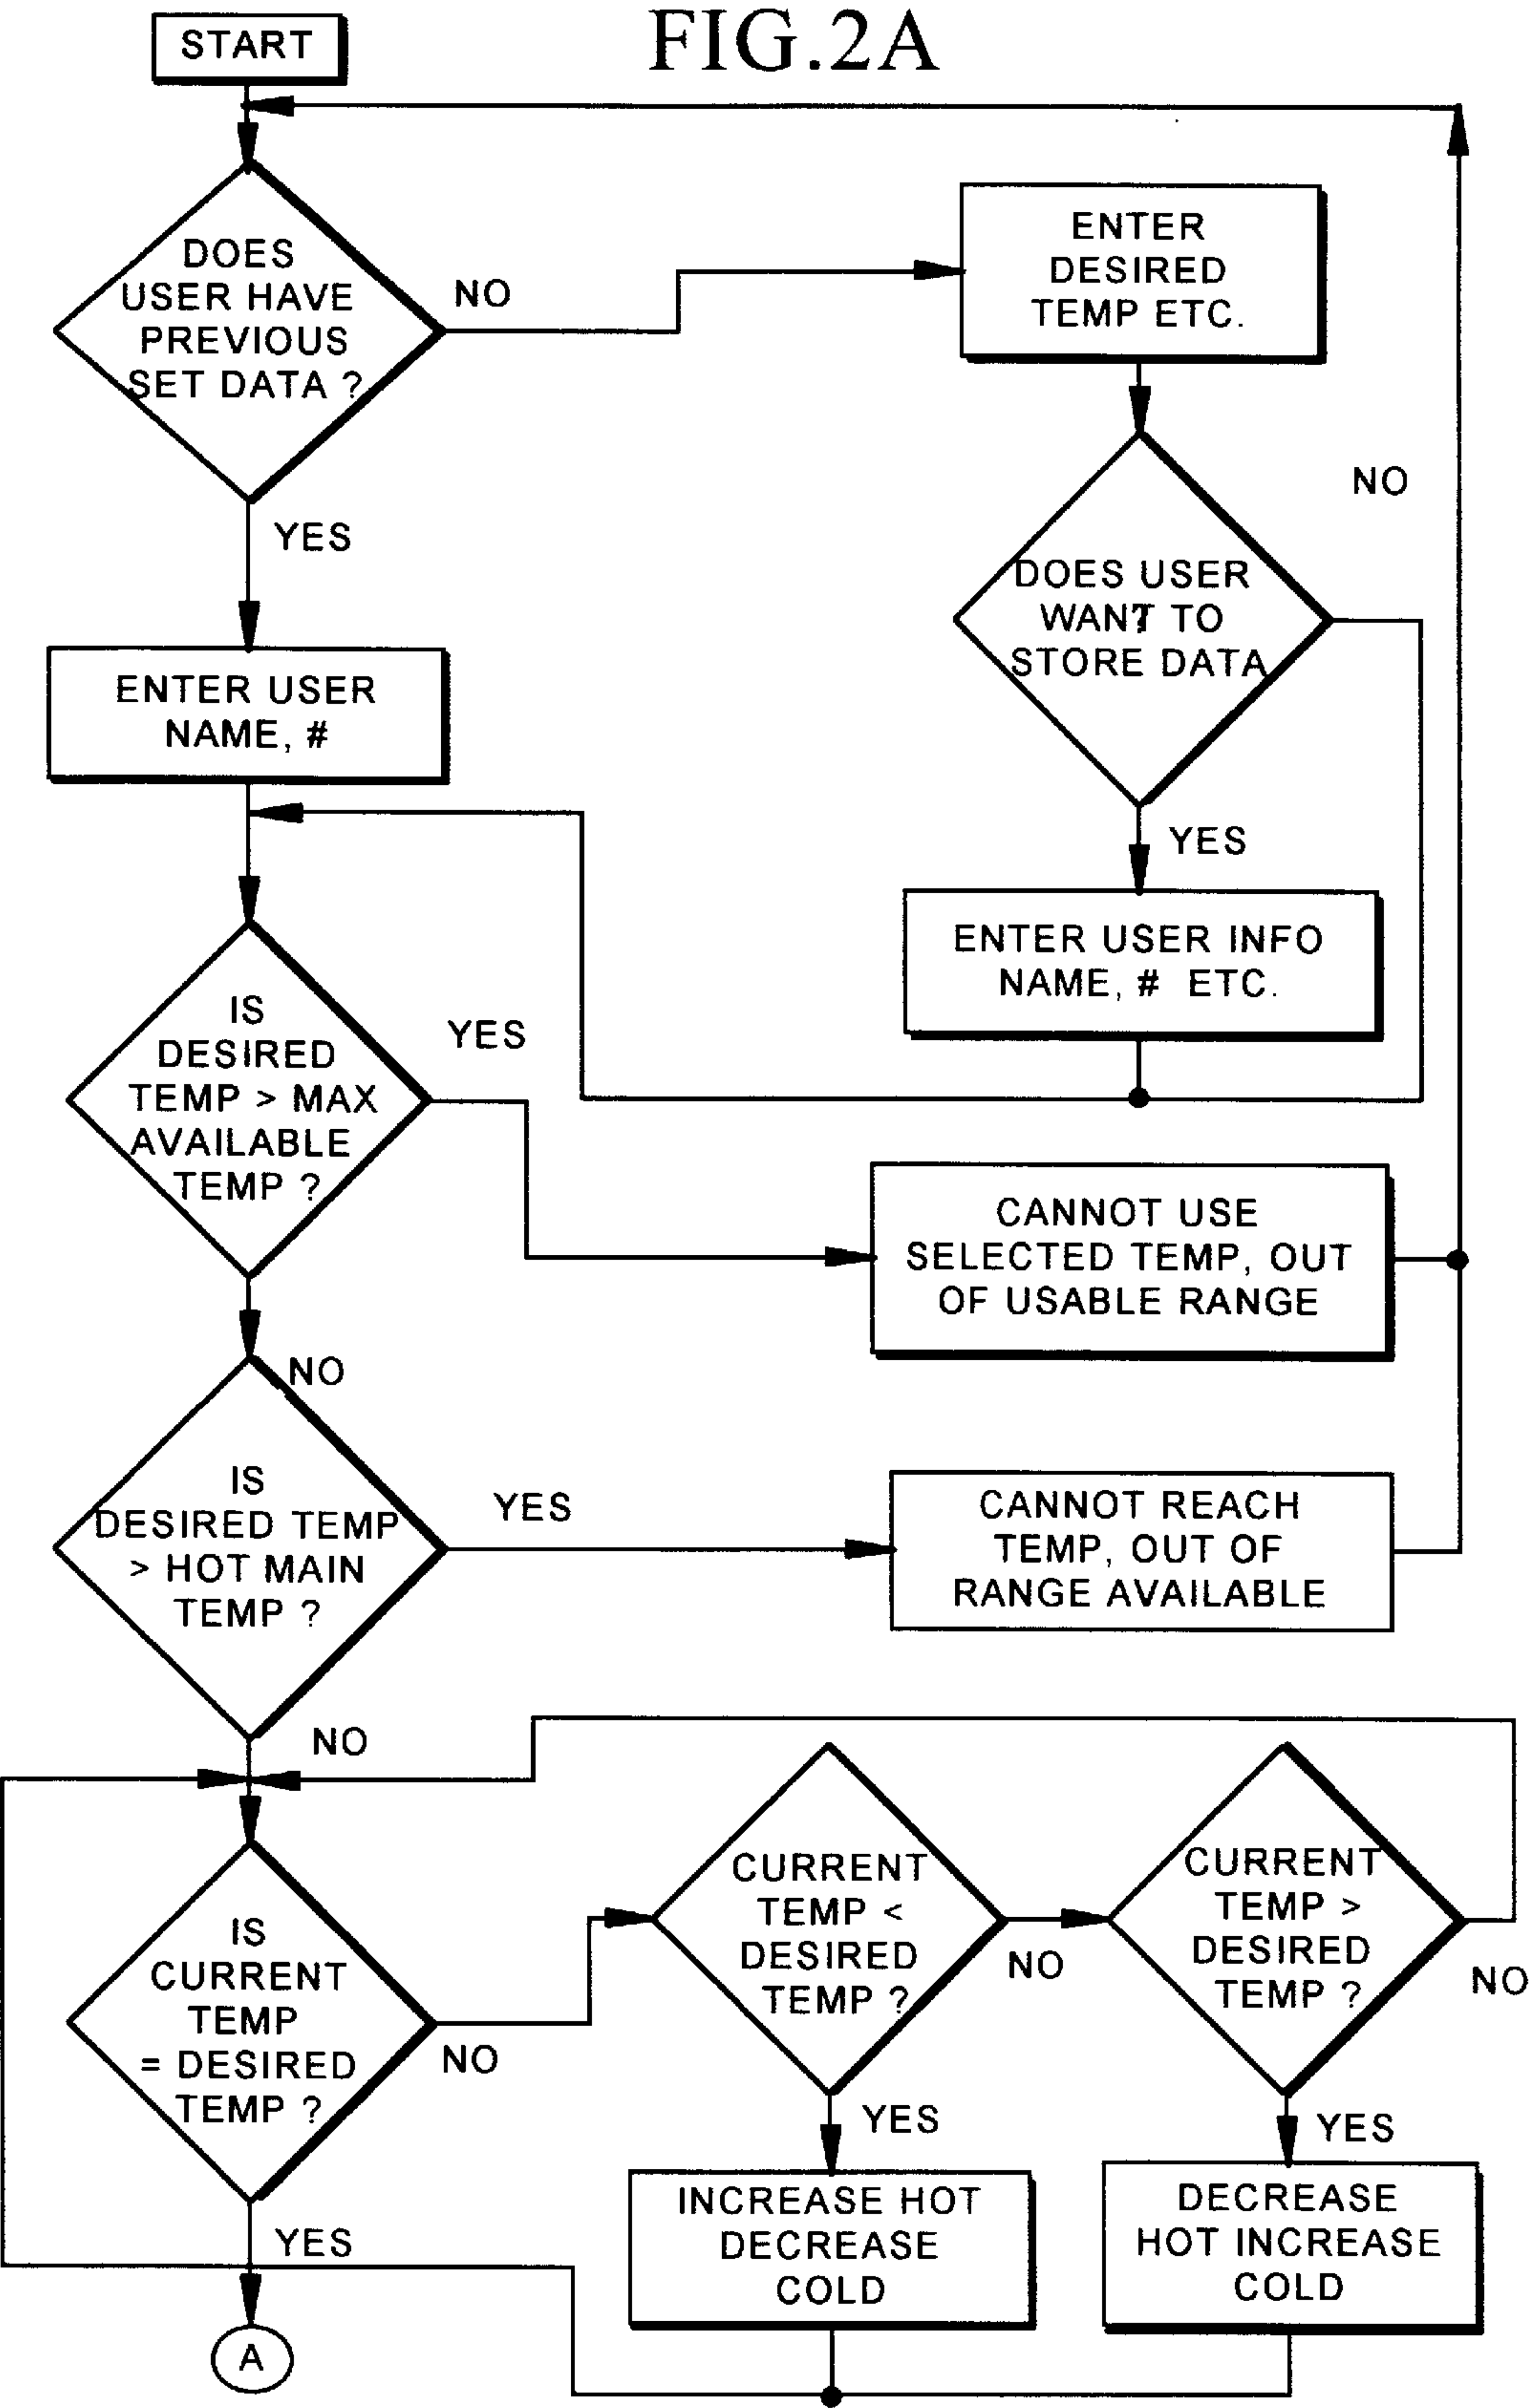 FIG.2A
START
DOES
USER HAVE
PREVIOUS
SET DATA ?
NO
ENTER
DESIRED
TEMP ETC.
YES
NO
DOES USER
WANT TO
?
STORE DATA
ENTER USER
NAME, #
YES
ENTER USER INFO
NAME, # ETC.
IS
DESIRED
TEMP > MAX
AVAILABLE
TEMP ?
YES
CANNOT USE
SELECTED TEMP, OUT
OF USABLE RANGE
NO
IS
DESIRED TEMP
> HOT MAIN
TEMP ?
YES
CANNOT REACH
TEMP, OUT OF
RANGE AVAILABLE
NO
IS
CURRENT
TEMP
= DESIRED
TEMP ?
NO
CURRENT
TEMP <
DESIRED
TEMP ?
NO
CURRENT
TEMP >
DESIRED
TEMP ?
NO
YES
YES
YES
INCREASE HOT
DECREASE
COLD
DECREASE
HOT INCREASE
COLD
A